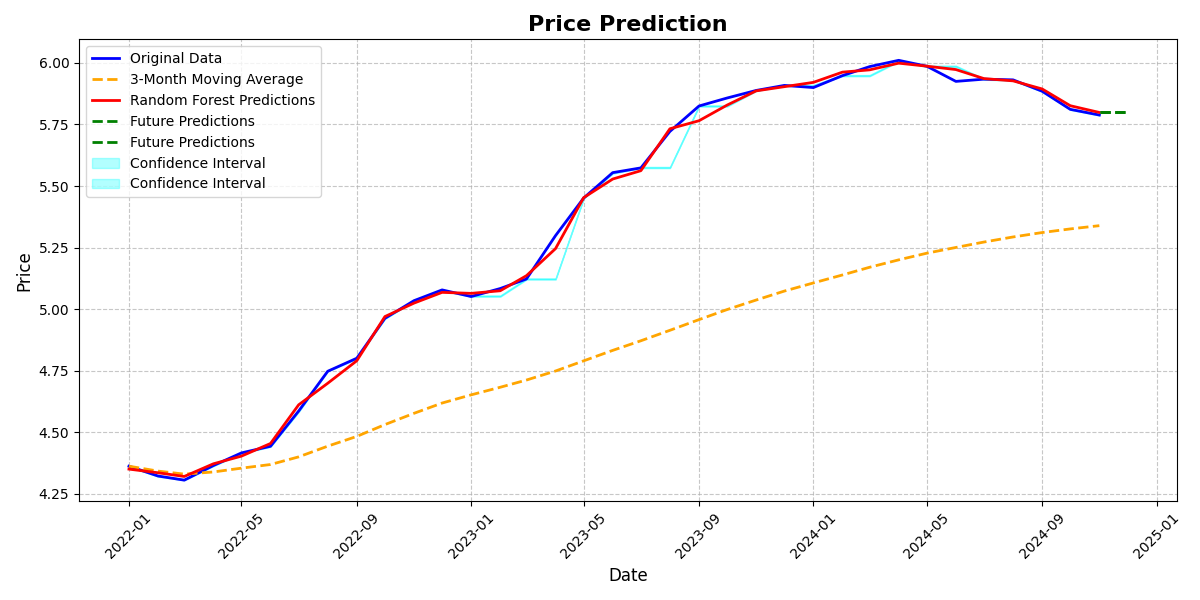 Price Prediction
Original Data
3-Month Moving Average
Random Forest Predictions
Future Predictions
Future Predictions
Confidence Interval
Confidence Interval
Price
6.00
5.75
5.50
5.25
5.00
4.75
4.50
4.25
2022-01
2022-05
2022-09
2023-01
2023-05
2023-09
2024-01
2024-05
2024-09
2025-01
Date